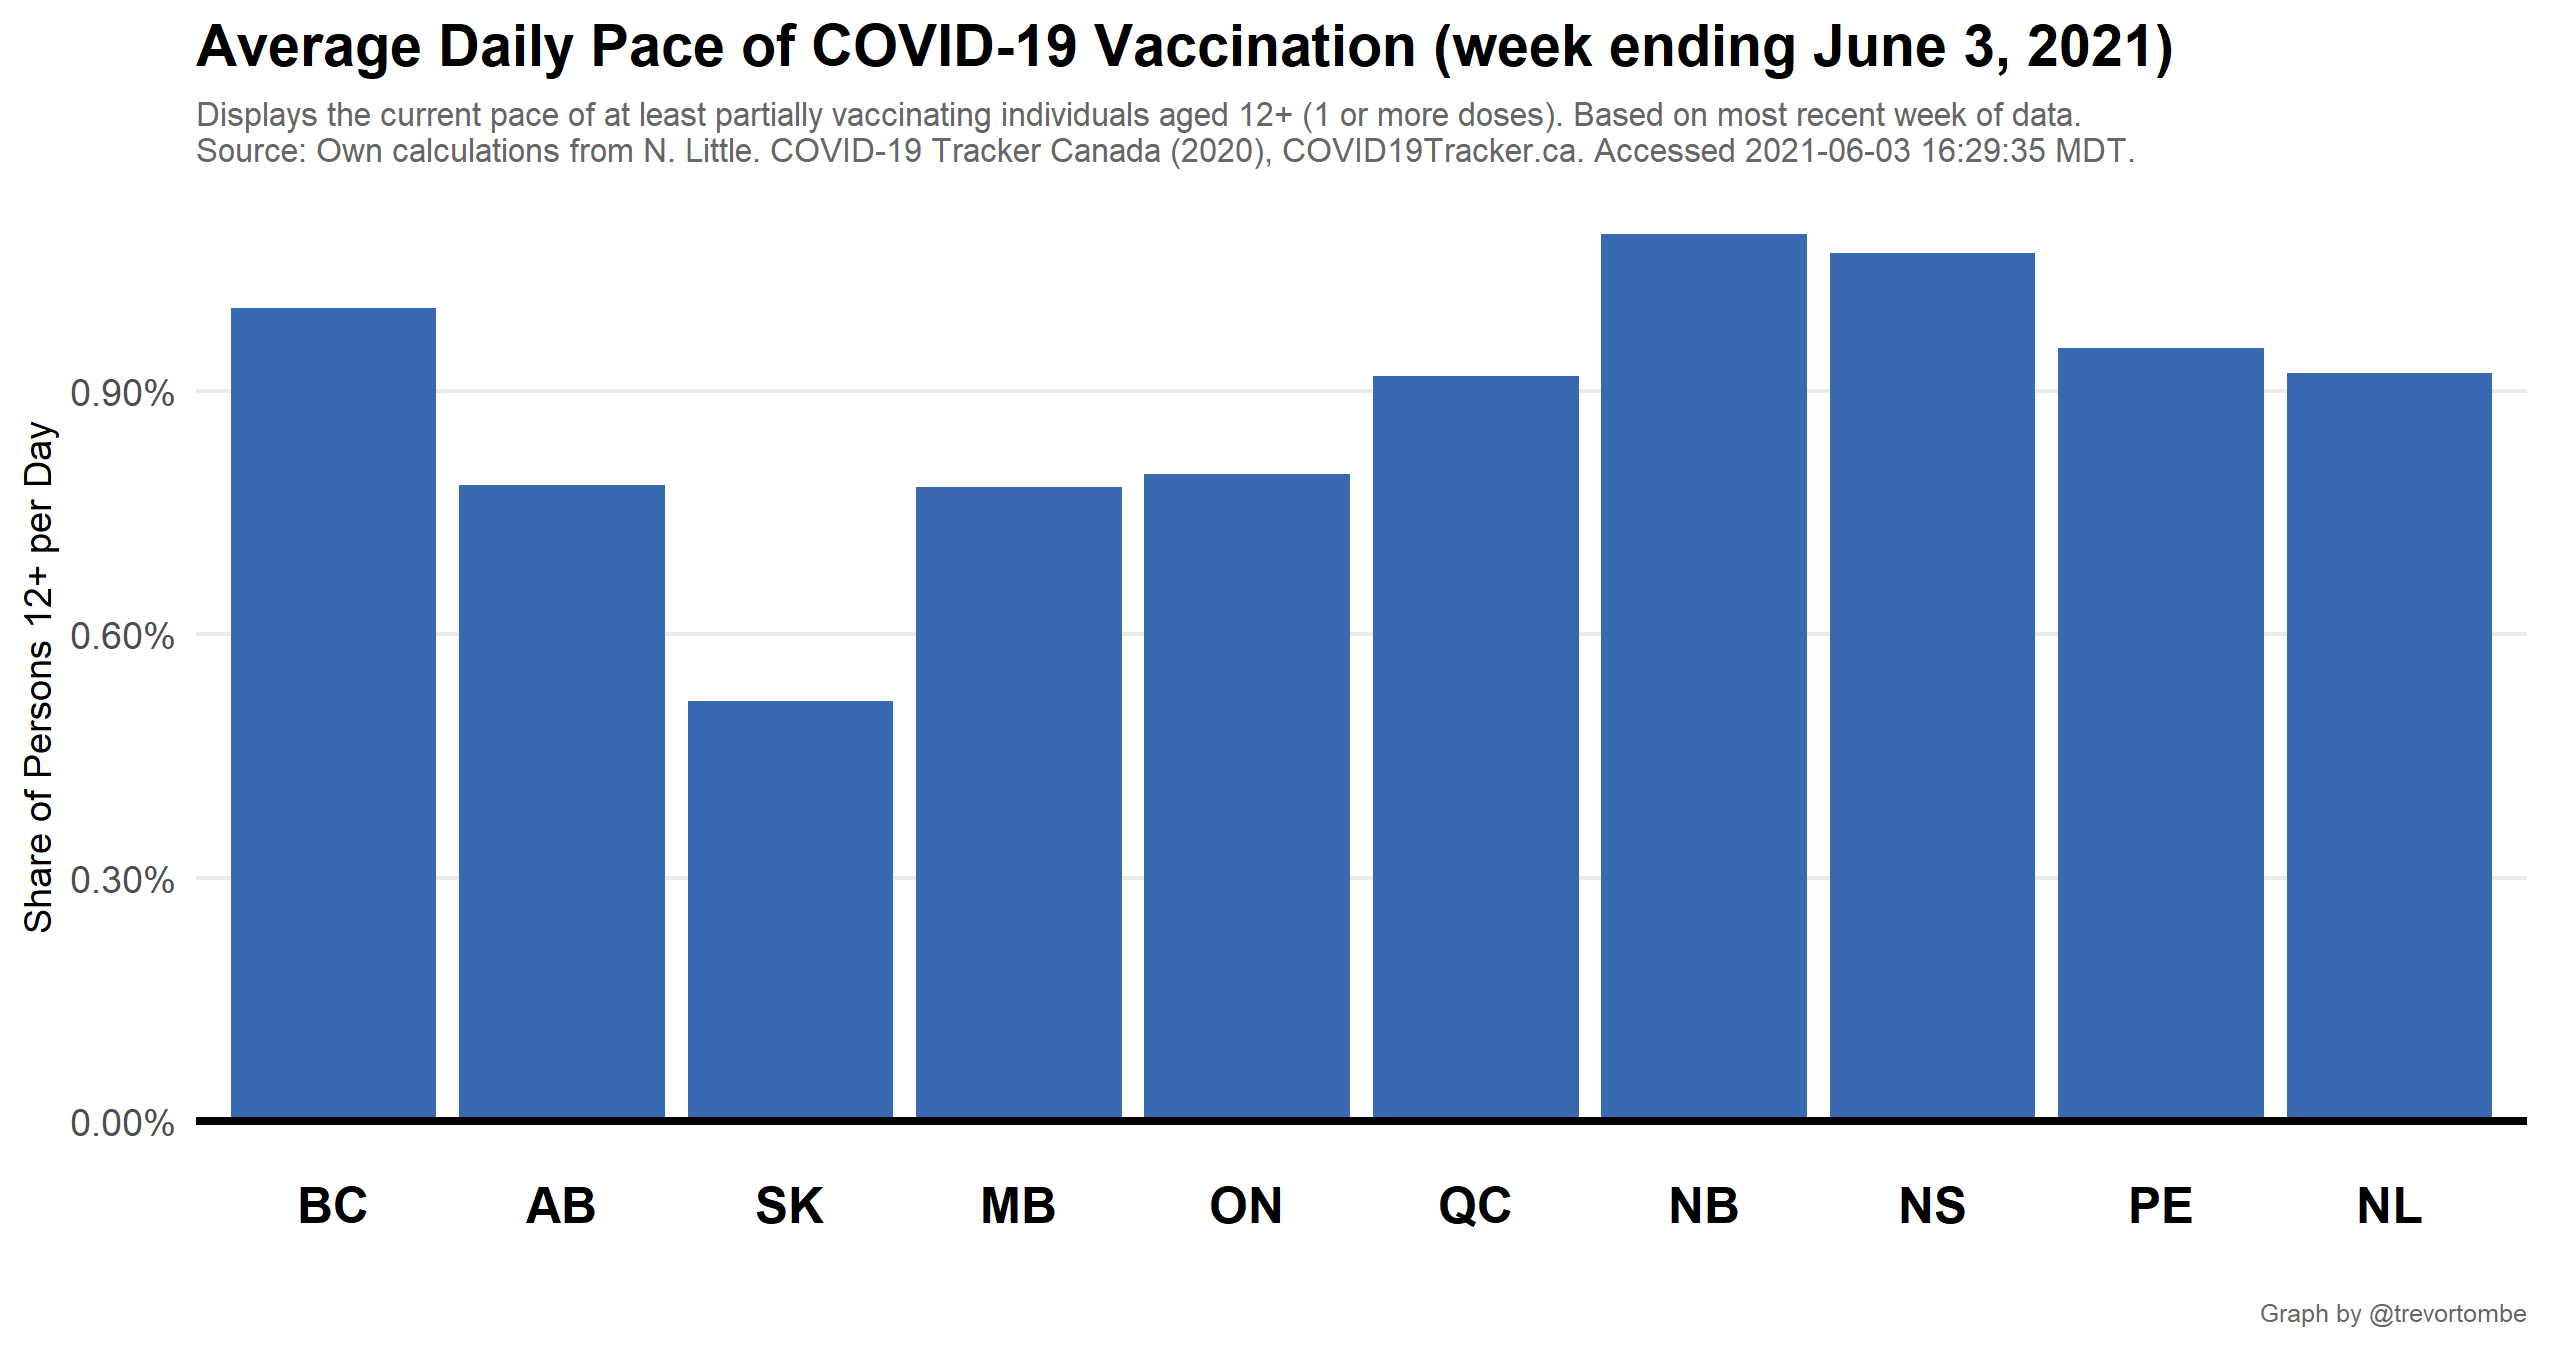 Average Daily Pace of COVID-19 Vaccination (week ending June 3, 2021)
Displays the current pace of at least partially vaccinating individuals aged 12+ (1 or more doses). Based on most recent week of data.
Source: Own calculations from N. Little. COVID-19 Tracker Canada (2020), COVID19Tracker.ca. Accessed 2021-06-03 16:29:35 MDT.
Share of Persons 12+ per Day
0.90%
0.60%
0.30%
0.00%
BC AB SK MB ON QC NB NS PE NL
Graph by @trevortombe